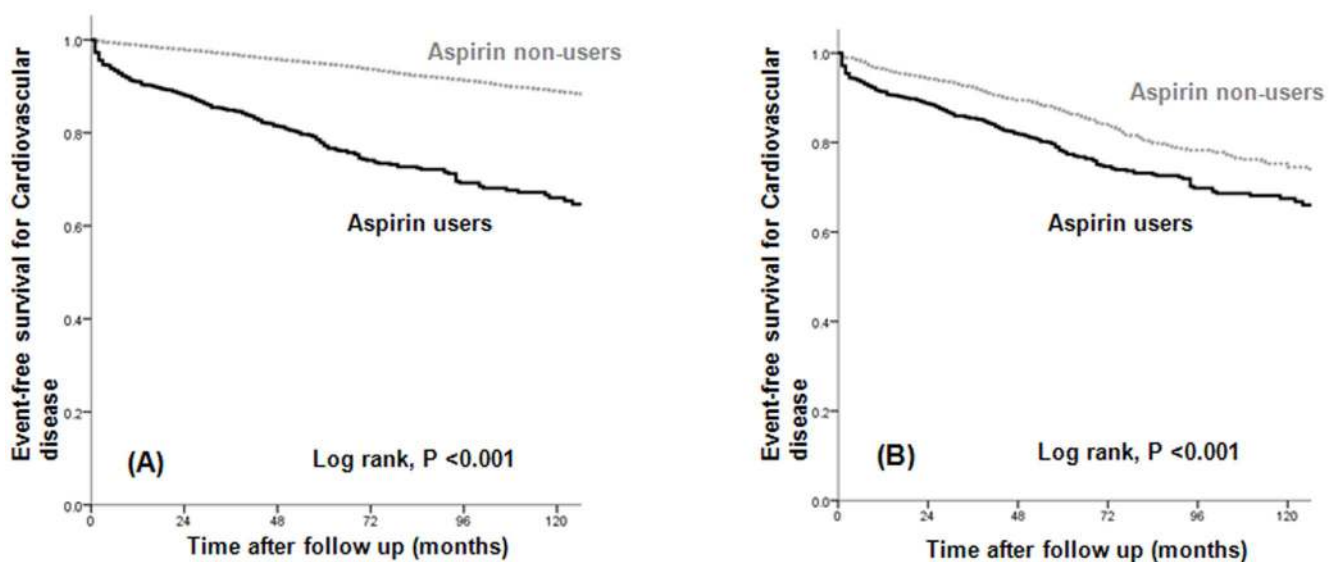 Event-free survival for Cardiovascular
disease
1.0
0.8
0.6
0.4
0.2
0.0
Aspirin non-users
Aspirin users
(A)
Log rank, P <0.001
0 24 48 72 96 120
Time after follow up (months)
Event-free survival for Cardiovascular
disease
1.0
0.8
0.6
0.4
0.2
0.0
Aspirin non-users
Aspirin users
(B)
Log rank, P <0.001
0 24 48 72 96 120
Time after follow up (months)